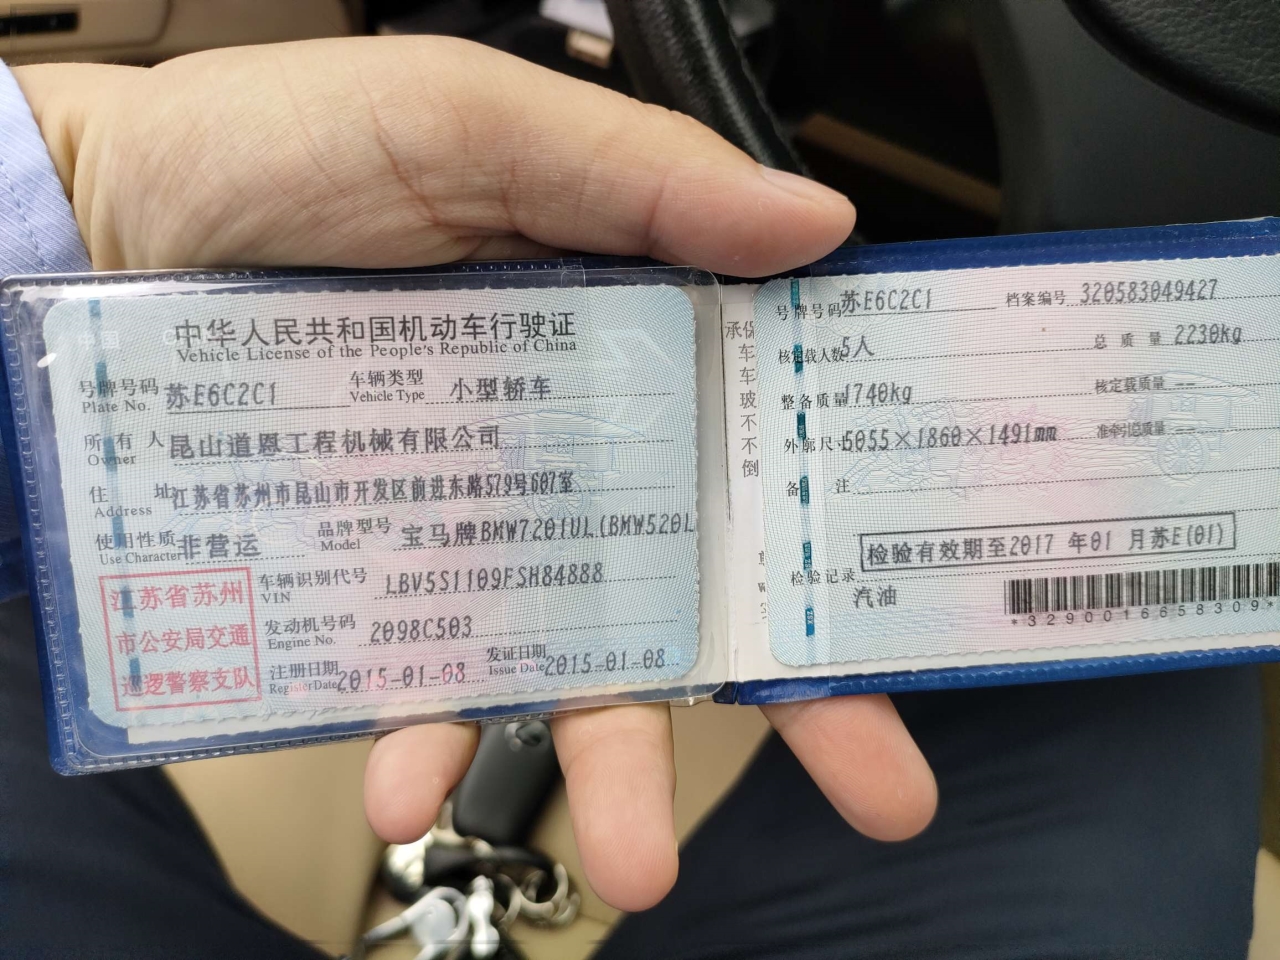 中华人民共和国机动车行驶证
Vehicle License of the People's Republic of China
号牌号码 苏E6C2C1 车辆类型 小型轿车
Plate No. Vehicle Type
所有人 昆山道恩工程机械有限公司
Owner
住址 江苏省苏州市昆山市开发区前进东路579号607室
Address
使用性质 非营运 品牌型号 宝马牌BMW7201UL(BMW520L
Use Character Model
江苏省苏州
市公安局交通
巡逻警察支队
车辆识别代号 LBV5S1109FSH84888
VIN
发动机号码 2098C503
Engine No.
注册日期 2015-01-08 发证日期 2015-01-08
Register Date Issue Date
承保
车
车
玻
不
不
倒
号牌号码 苏E6C2C1 档案编号 320583049427
核定载人数 5人 总质量 2230kg
整备质量 1740kg 核定载质量 --
外廓尺寸 5055×1860×1491mm 准牵引总质量 --
备注
检验有效期至2017年01月苏E(01)
检验记录
汽油
*3290016658309*